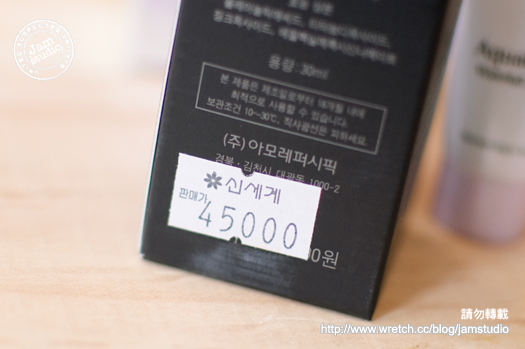 Jam
studio
용량:30ml
본 제품은 제조일로부터 18개월 내에
최적으로 사용할 수 있습니다.
보관조건 10~30℃, 직사광선은 피하세요.
(주) 아모레퍼시픽
경북·김천시 대광동 1000-2
신세계
판매가
45000
00원
請勿轉載
http://www.wretch.cc/blog/jamstudio